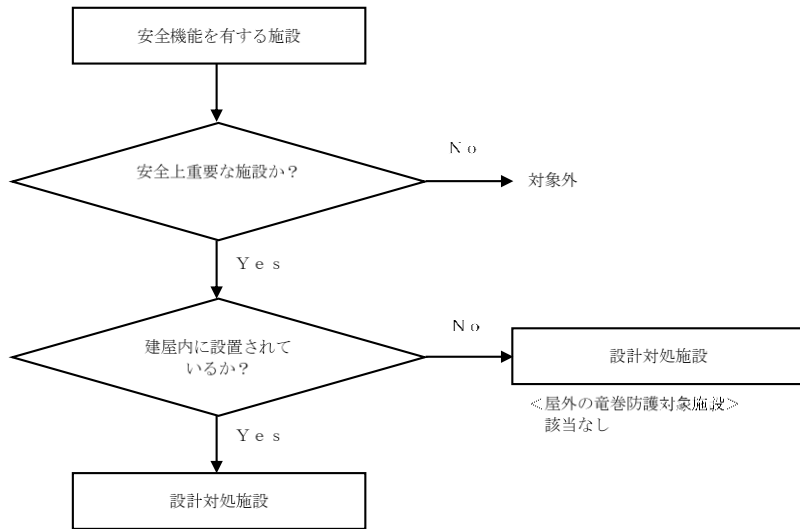 安全機能を有する施設
安全上重要な施設か？
Ｎｏ
対象外
Ｙｅｓ
建屋内に設置されて
いるか？
Ｎｏ
設計対処施設
＜屋外の竜巻防護対象施設＞
該当なし
Ｙｅｓ
設計対処施設